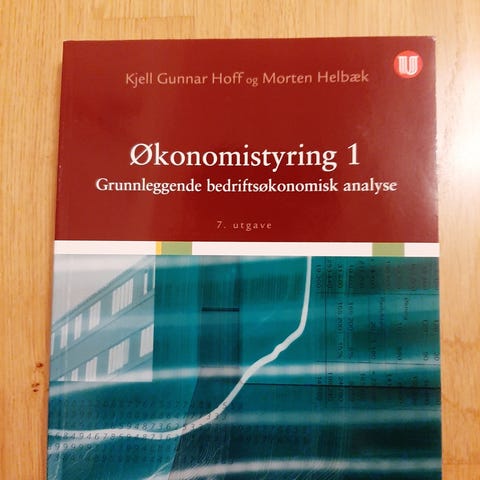 Kjell Gunnar Hoff og Morten Helbæk
Økonomistyring 1
Grunnleggende bedriftsøkonomisk analyse
7. utgave